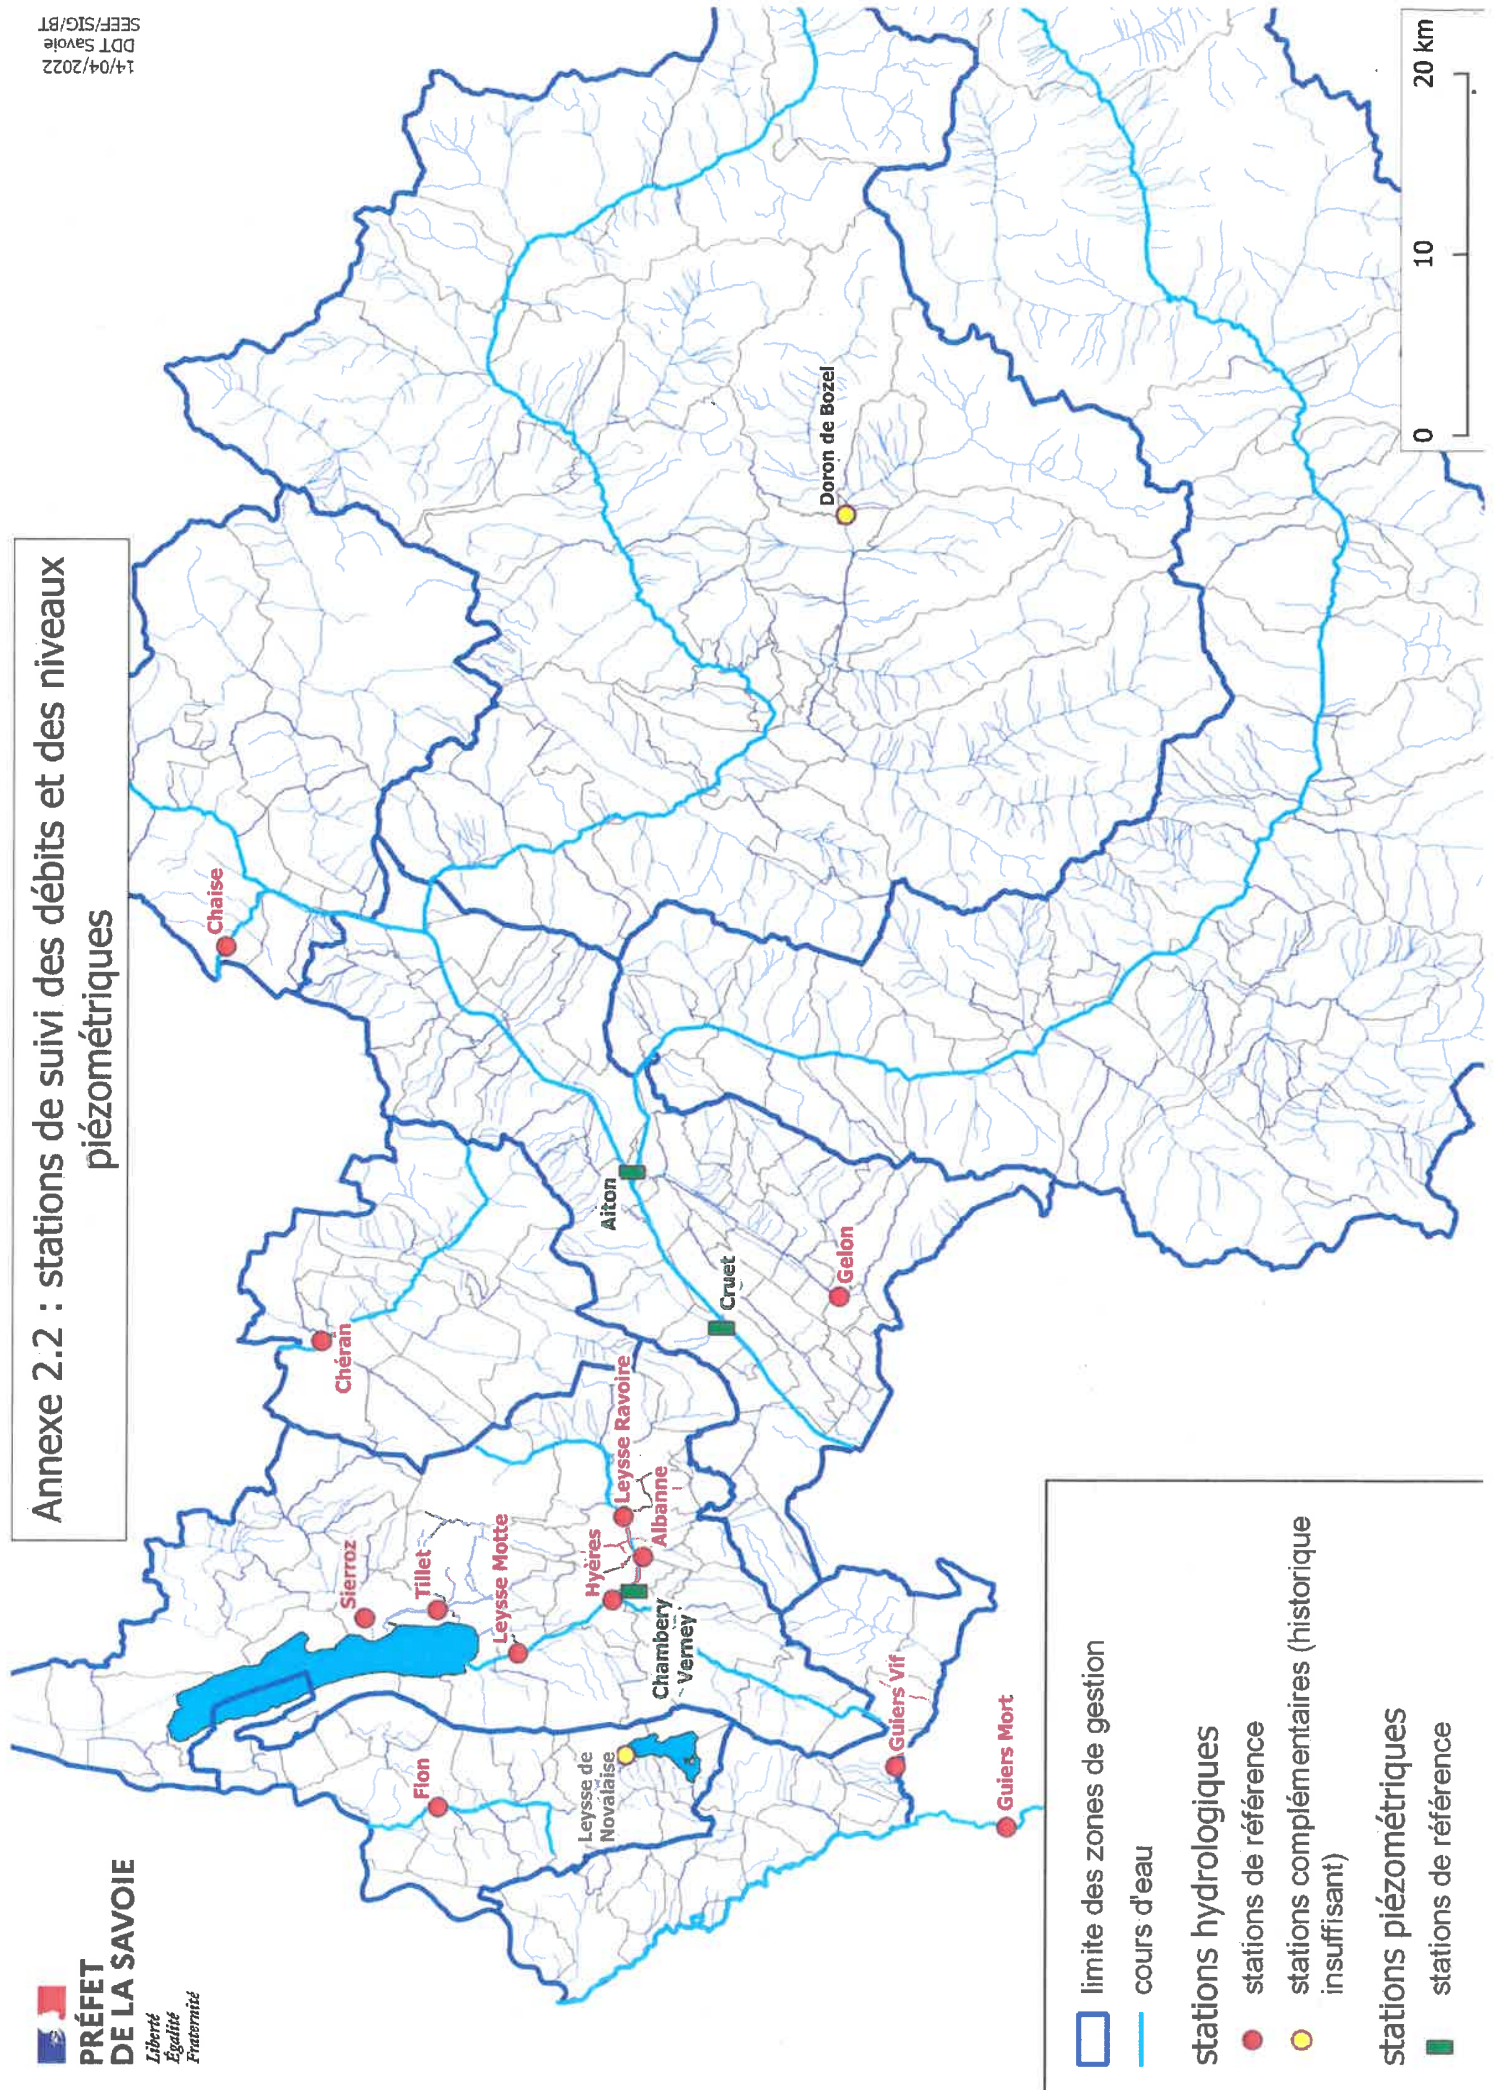 PRÉFET
DE LA SAVOIE
Liberté
Égalité
Fraternité
Annexe 2.2 : stations de suivi des débits et des niveaux
piézométriques
14/04/2022
DDT Savoie
SEEF/SIG/BT
Chaise
Chéran
Sierroz
Tillet
Leysse Motte
Flon
Hyères
Leysse Ravoire
Albanne
Chambery
Verney
Leysse de
Novalaise
Aiton
Cruet
Gelon
Doron de Bozel
Guiers Vif
Guiers Mort
limite des zones de gestion
cours d'eau
stations hydrologiques
stations de référence
stations complémentaires (historique
insuffisant)
stations piézométriques
stations de référence
0 10 20 km